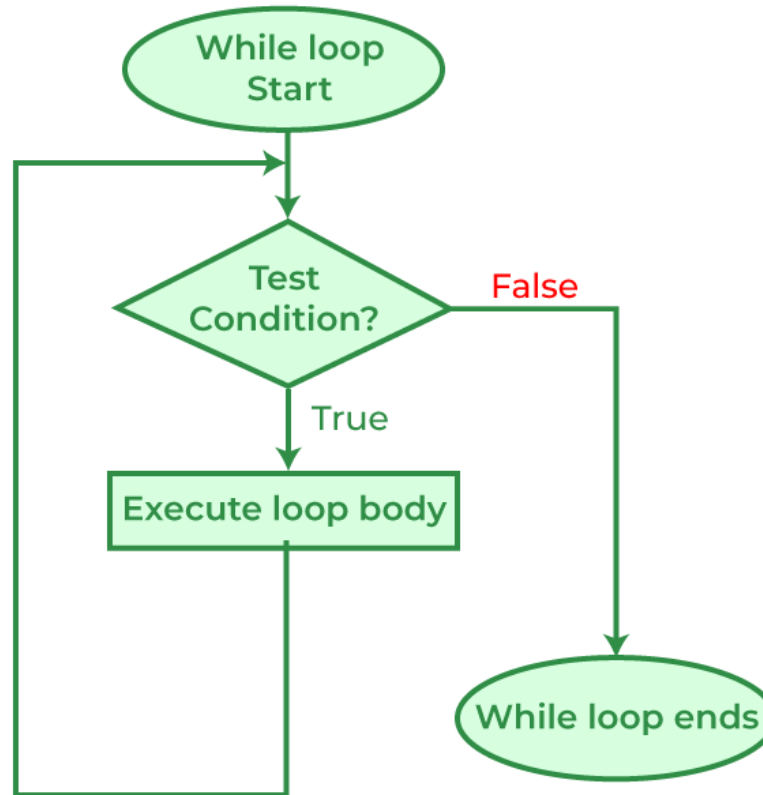 While loop
Start
Test
Condition?
False
True
Execute loop body
While loop ends